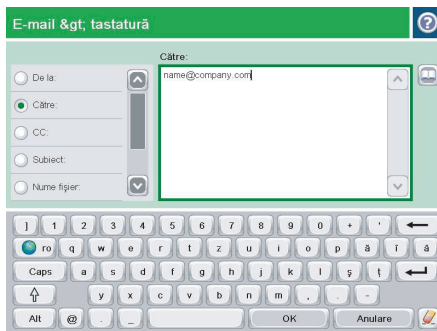 E-mail &gt; tastatură
?
Către:
De la:
name@company.com
Către:
CC:
Subiect:
Nume fişier:
] 1 2 3 4 5 6 7 8 9 0 + '
ro q w e r t z u i o p ă î â
Caps a s d f g h j k l ş ţ
y x c v b n m , . -
Alt @ . _ OK Anulare